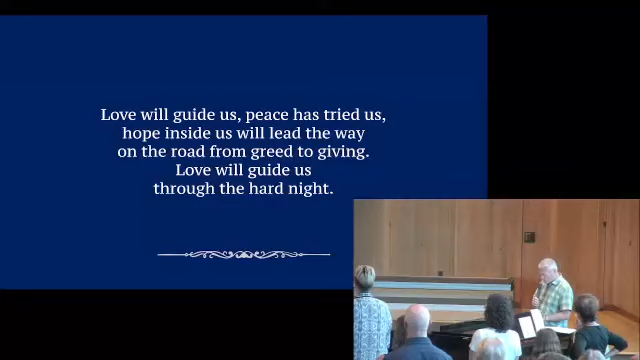 Love will guide us, peace has tried us,
hope inside us will lead the way
on the road from greed to giving.
Love will guide us
through the hard night.